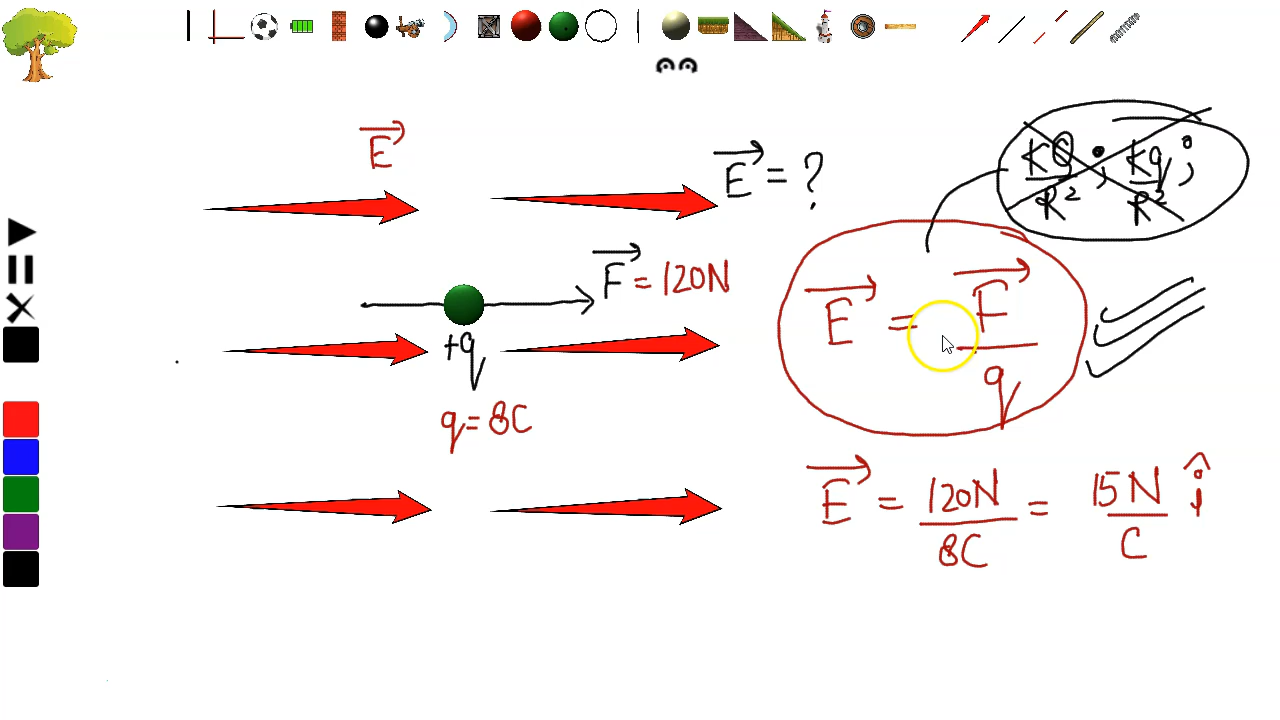 E⃗
E⃗ = ?
KQ/R² ; Kq/R² ;
F⃗ = 120N
+q
q = 8C
E⃗ = F⃗/q
E⃗ = 120N/8C = 15N/C î